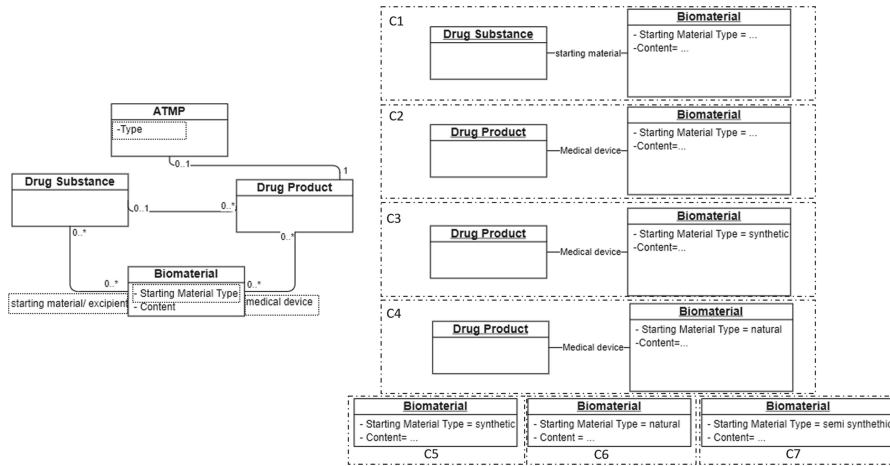 ATMP
-Type
0..1
1
Drug Substance
Drug Product
0..1
0..*
0..*
0..*
0..*
0..*
Biomaterial
starting material/ excipient
- Starting Material Type
medical device
- Content
C1
Drug Substance
starting material
Biomaterial
- Starting Material Type = ...
-Content= ...
C2
Drug Product
Medical device
Biomaterial
- Starting Material Type = ...
-Content=...
C3
Drug Product
Medical device
Biomaterial
- Starting Material Type = synthetic
-Content=...
C4
Drug Product
Medical device
Biomaterial
- Starting Material Type = natural
-Content=...
Biomaterial
- Starting Material Type = synthetic
- Content= ...
C5
Biomaterial
- Starting Material Type = natural
- Content = ...
C6
Biomaterial
- Starting Material Type = semi synthethic
- Content= ...
C7